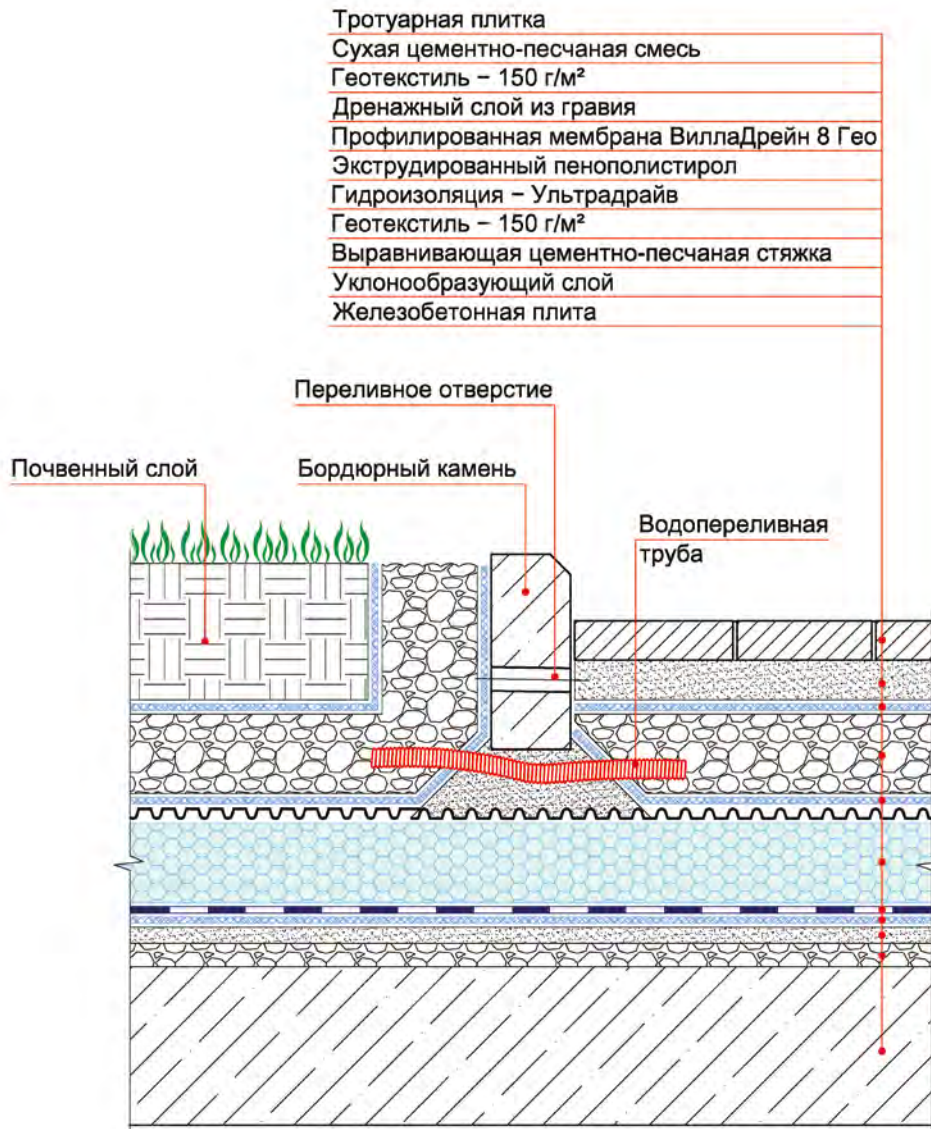 Тротуарная плитка
Сухая цементно-песчаная смесь
Геотекстиль – 150 г/м²
Дренажный слой из гравия
Профилированная мембрана ВиллаДрейн 8 Гео
Экструдированный пенополистирол
Гидроизоляция – Ультрадрайв
Геотекстиль – 150 г/м²
Выравнивающая цементно-песчаная стяжка
Уклонообразующий слой
Железобетонная плита
Переливное отверстие
Почвенный слой
Бордюрный камень
Водопереливная
труба